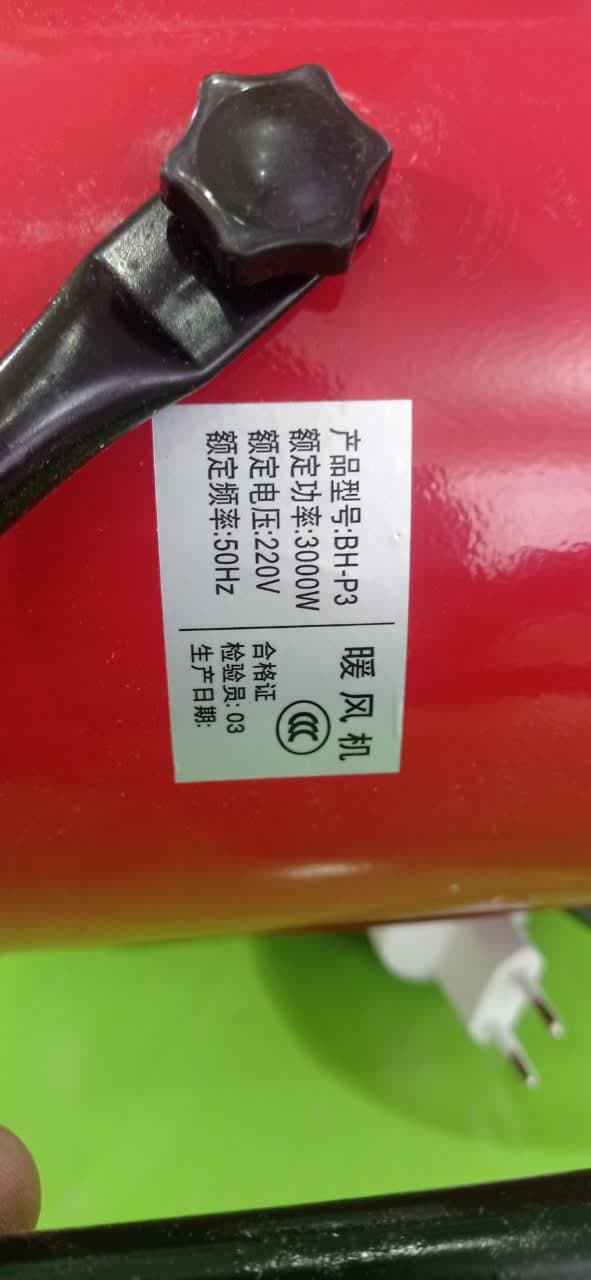 产品型号:BH-P3
额定功率:3000W
额定电压:220V
额定频率:50Hz
暖风机
CCC
合格证
检验员:03
生产日期: